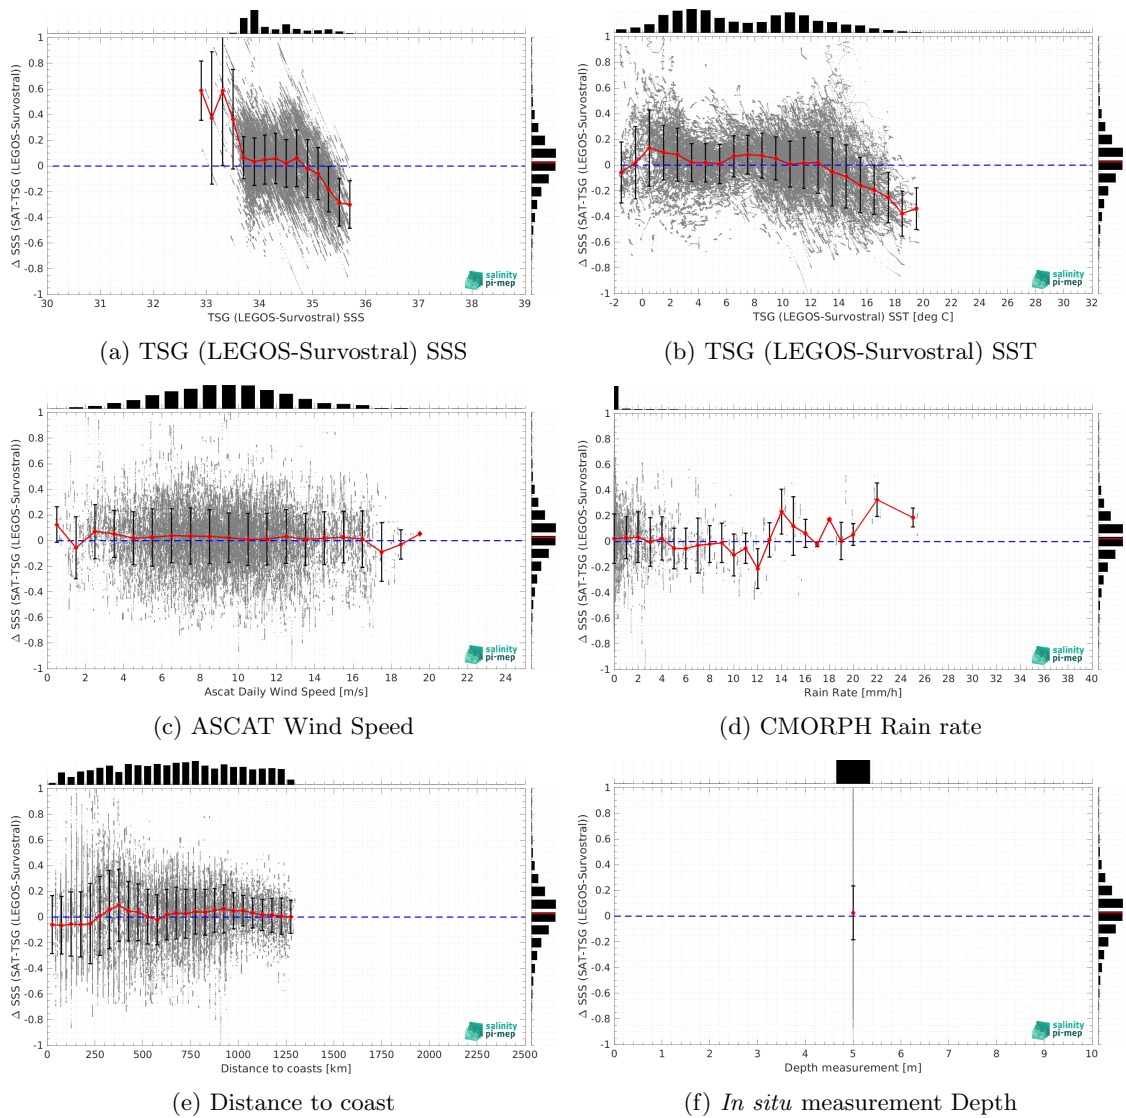 Δ SSS (SAT-TSG (LEGOS-Survostral))
1
0.8
0.6
0.4
0.2
0
-0.2
-0.4
-0.6
-0.8
-1
30 31 32 33 34 35 36 37 38 39
TSG (LEGOS-Survostral) SSS
salinity
pi-mep
(a) TSG (LEGOS-Survostral) SSS
Δ SSS (SAT-TSG (LEGOS-Survostral))
1
0.8
0.6
0.4
0.2
0
-0.2
-0.4
-0.6
-0.8
-1
-2 0 2 4 6 8 10 12 14 16 18 20 22 24 26 28 30 32
TSG (LEGOS-Survostral) SST [deg C]
salinity
pi-mep
(b) TSG (LEGOS-Survostral) SST
Δ SSS (SAT-TSG (LEGOS-Survostral))
1
0.8
0.6
0.4
0.2
0
-0.2
-0.4
-0.6
-0.8
-1
0 2 4 6 8 10 12 14 16 18 20 22 24
Ascat Daily Wind Speed [m/s]
salinity
pi-mep
(c) ASCAT Wind Speed
Δ SSS (SAT-TSG (LEGOS-Survostral))
1
0.8
0.6
0.4
0.2
0
-0.2
-0.4
-0.6
-0.8
-1
0 2 4 6 8 10 12 14 16 18 20 22 24 26 28 30 32 34 36 38 40
Rain Rate [mm/h]
salinity
pi-mep
(d) CMORPH Rain rate
Δ SSS (SAT-TSG (LEGOS-Survostral))
1
0.8
0.6
0.4
0.2
0
-0.2
-0.4
-0.6
-0.8
-1
0 250 500 750 1000 1250 1500 1750 2000 2250 2500
Distance to coasts [km]
salinity
pi-mep
(e) Distance to coast
Δ SSS (SAT-TSG (LEGOS-Survostral))
1
0.8
0.6
0.4
0.2
0
-0.2
-0.4
-0.6
-0.8
-1
0 1 2 3 4 5 6 7 8 9 10
Depth measurement [m]
salinity
pi-mep
(f) In situ measurement Depth